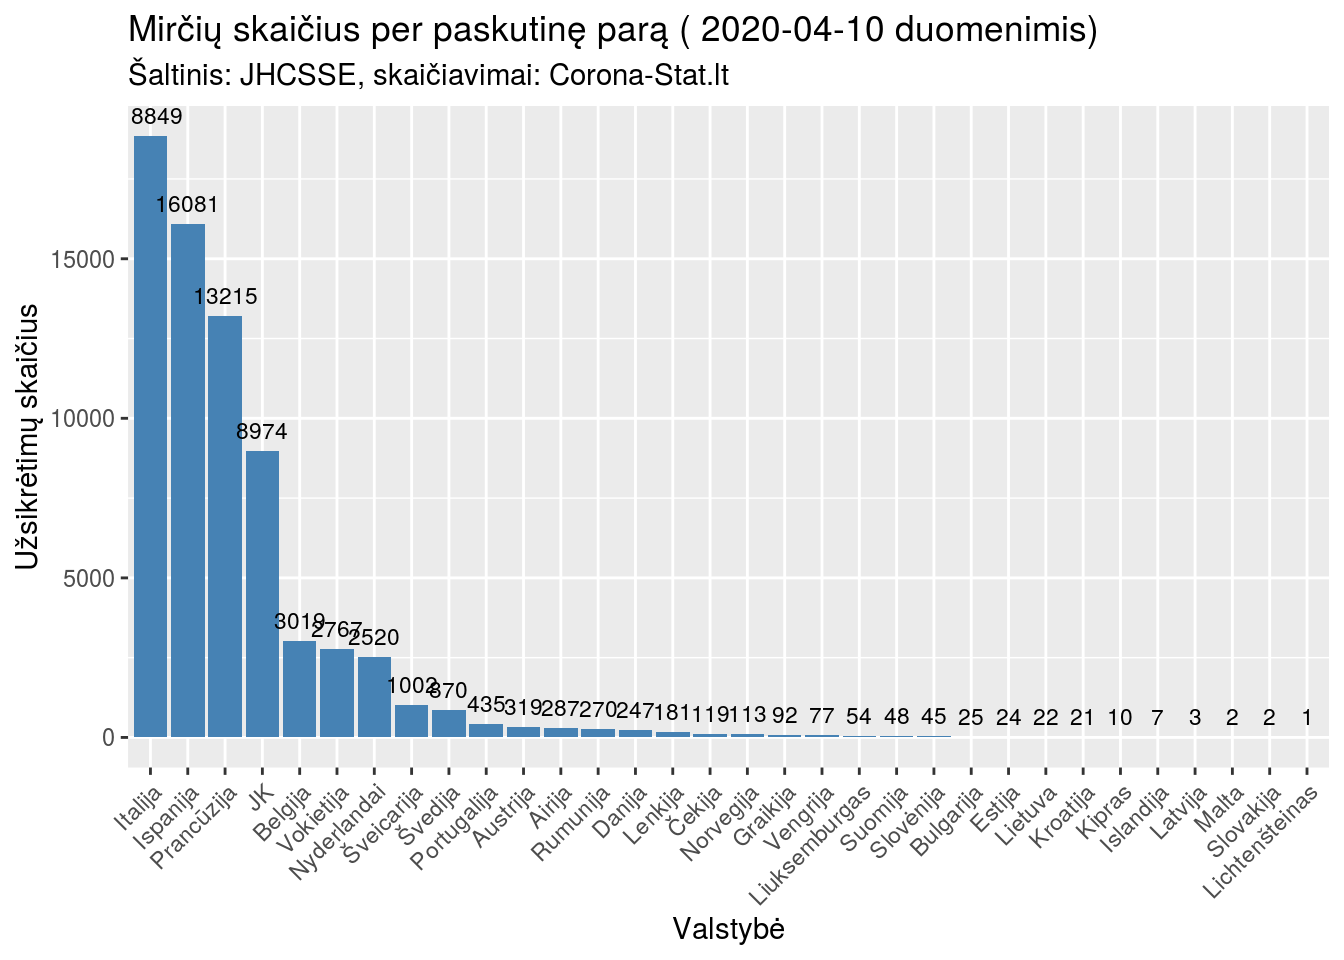 Mirčių skaičius per paskutinę parą ( 2020-04-10 duomenimis)
Šaltinis: JHCSSE, skaičiavimai: Corona-Stat.lt
Užsikrėtimų skaičius
15000
10000
5000
0
8849
16081
13215
8974
3019
2767
2520
1002
870
435
319
287
270
247
181
119
113
92
77
54
48
45
25
24
22
21
10
7
3
2
2
1
Italija
Ispanija
Prancūzija
JK
Belgija
Vokietija
Nyderlandai
Šveicarija
Švedija
Portugalija
Austrija
Airija
Rumunija
Danija
Lenkija
Čekija
Norvegija
Graikija
Vengrija
Liuksemburgas
Suomija
Slovėnija
Bulgarija
Estija
Lietuva
Kroatija
Kipras
Islandija
Latvija
Malta
Slovakija
Lichtenšteinas
Valstybė